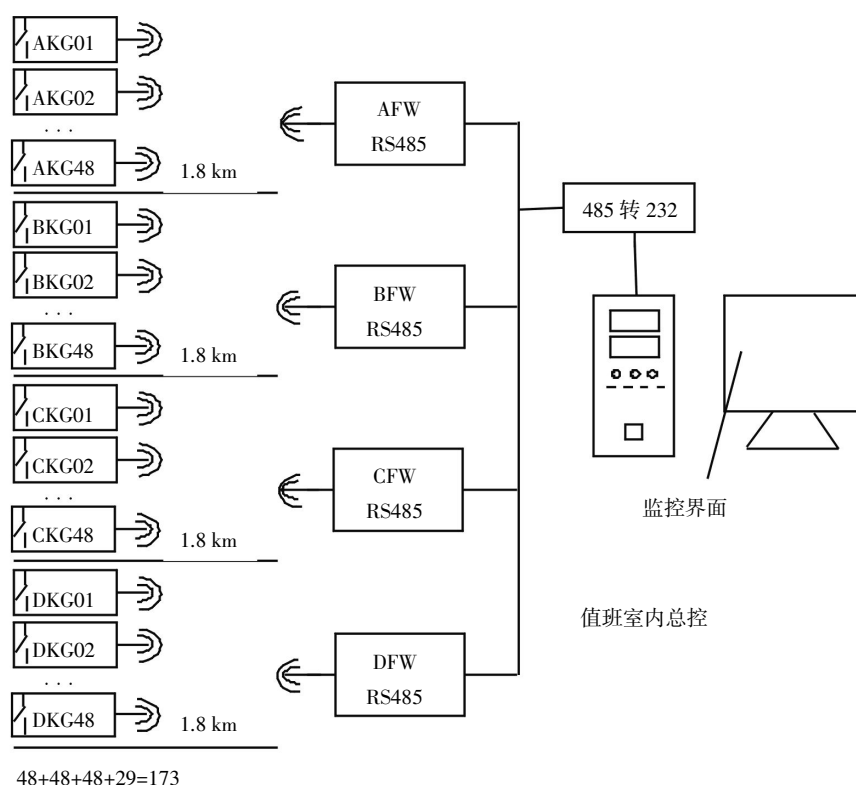 AKG01
AKG02
...
AKG48
1.8 km
BKG01
BKG02
...
BKG48
1.8 km
CKG01
CKG02
...
CKG48
1.8 km
DKG01
DKG02
...
DKG48
1.8 km
48+48+48+29=173
AFW
RS485
BFW
RS485
CFW
RS485
DFW
RS485
485 转 232
监控界面
值班室内总控